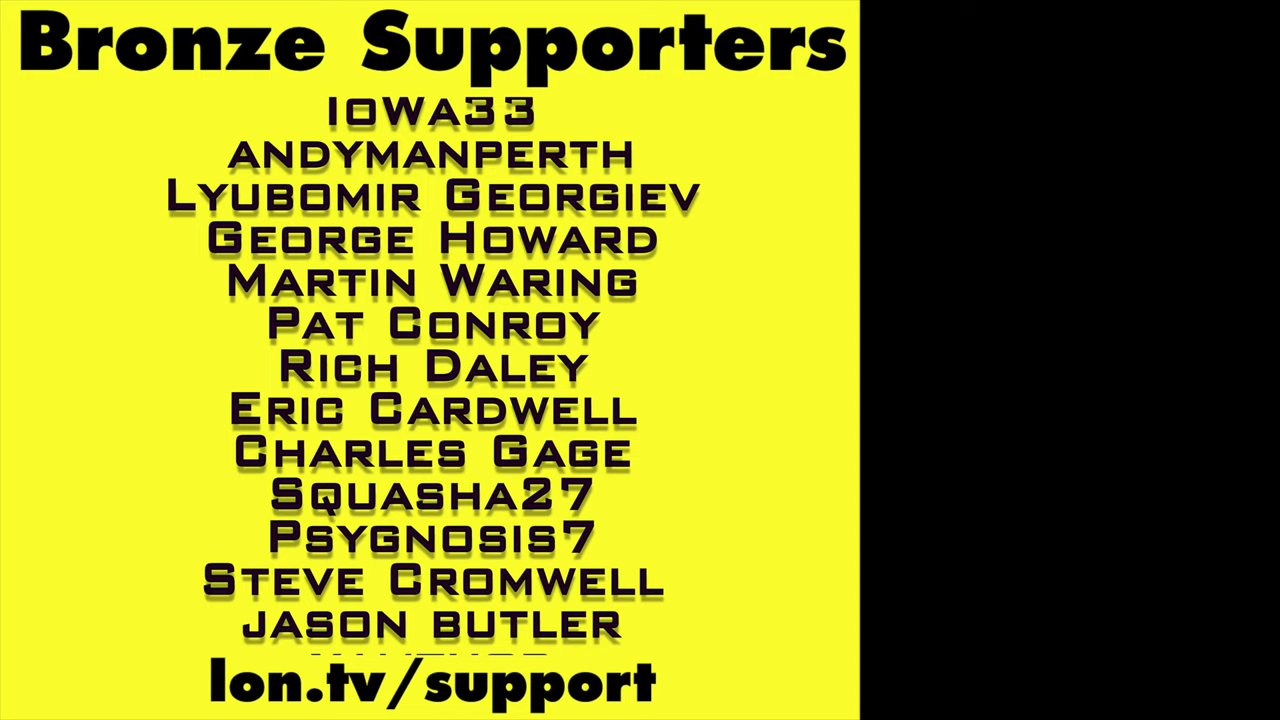 Bronze Supporters
IoWa33
ANDYMANPERTH
Lyubomir Georgiev
George Howard
Martin Waring
Pat Conroy
Rich Daley
Eric Cardwell
Charles Gage
Squasha27
Psygnosis7
Steve Cromwell
JASON BUTLER
lon.tv/support